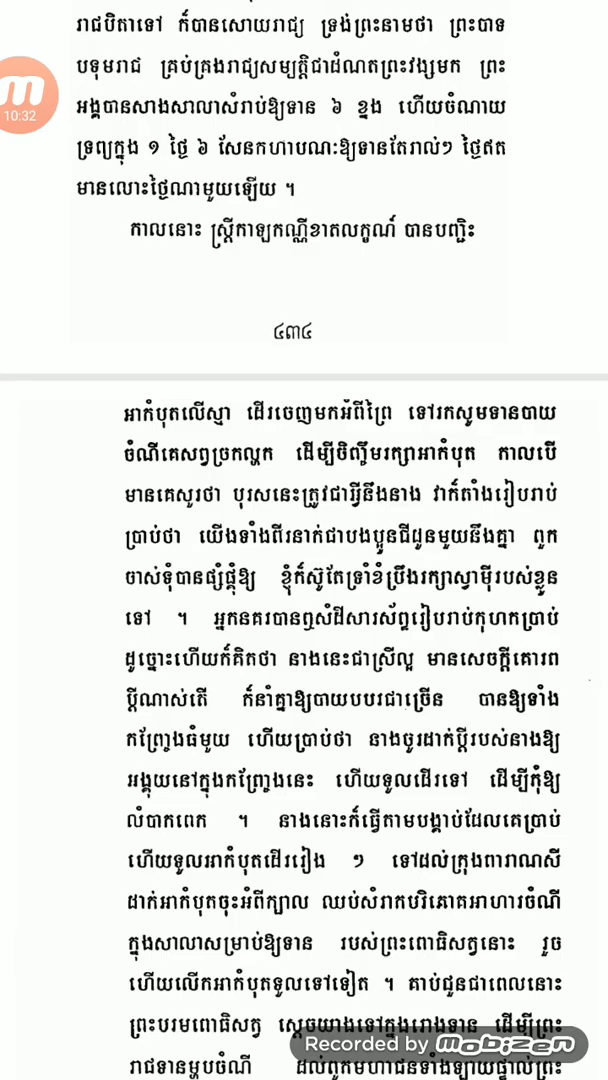 រាជបិតាទៅ ក៏បានសោយរាជ្យ ទ្រង់ព្រះនាមថា ព្រះបាទ
បទុមរាជ គ្រប់គ្រងរាជ្យសម្បត្តិជាដំណតព្រះវង្សមក ព្រះ
10:32
អង្គបានសាងសាលាសំរាប់ឱ្យទាន ៦ ខ្នង ហើយចំណាយ
ទ្រព្យក្នុង ១ ថ្ងៃ ៦ សែនកហាបណៈឱ្យទានតែរាល់ៗ ថ្ងៃឥត
មានលោះថ្ងៃណាមួយឡើយ ។
កាលនោះ ស្ត្រីកាឡកណ្ណីខាតលក្ខណ៍ បានបញ្ជិះ
៤៣៤
អាកំបុតលើស្មា ដើរចេញមកអំពីព្រៃ ទៅរកសូមទានបាយ
ចំណីគេសព្វច្រកល្ហក ដើម្បីចិញ្ចឹមរក្សាអាកំបុត កាលបើ
មានគេសួរថា បុរសនេះត្រូវជាអ្វីនឹងនាង វាក៏តាំងរៀបរាប់
ប្រាប់ថា យើងទាំងពីរនាក់ជាបងប្អូនជីដូនមួយនឹងគ្នា ពួក
ចាស់ទុំបានផ្សំផ្គុំឱ្យ ខ្ញុំក៏ស៊ូតែទ្រាំខំប្រឹងរក្សាស្វាម៉ីរបស់ខ្លួន
ទៅ ។ អ្នកនគរបានឮសំដីសារស័ព្ទរៀបរាប់កុហកប្រាប់
ដូច្នោះហើយក៏គិតថា នាងនេះជាស្រីល្អ មានសេចក្តីគោរព
ប្តីណាស់តើ ក៏នាំគ្នាឱ្យបាយបបរជាច្រើន បានឱ្យទាំង
កញ្ច្រែងធំមួយ ហើយប្រាប់ថា នាងចូរដាក់ប្តីរបស់នាងឱ្យ
អង្គុយនៅក្នុងកញ្ច្រែងនេះ ហើយទូលដើរទៅ ដើម្បីកុំឱ្យ
លំបាកពេក ។ នាងនោះក៏ធ្វើតាមបង្គាប់ដែលគេប្រាប់
ហើយទូលអាកំបុតដើររៀង ៗ ទៅដល់ក្រុងពារាណសី
ដាក់អាកំបុកចុះអំពីក្បាល ឈប់សំរាកបរិភោគអាហារចំណី
ក្នុងសាលាសម្រាប់ឱ្យទាន របស់ព្រះពោធិសត្វនោះ រួច
ហើយលើកអាកំបុតទូលទៅទៀត ។ គាប់ជួនជាពេលនោះ
ព្រះបរមពោធិសត្វ ស្តេចយាងទៅក្នុងរោងទាន ដើម្បីព្រះ
Recorded by mobizen
រាជទានម្ហូបចំណី ដល់ពួកមហាជនទាំងឡាយផ្ទាល់ព្រះ